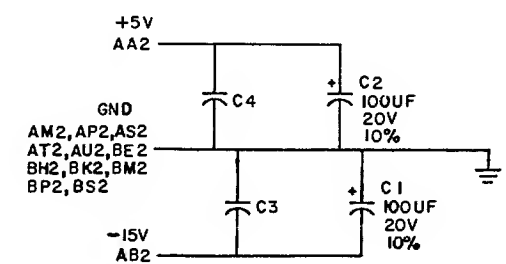 +5V
AA2
C4
+ C2
100UF
20V
10%
GND
AM2, AP2, AS2
AT2, AU2, BE2
BH2, BK2, BM2
BP2, BS2
C3
+ C1
100UF
20V
10%
-15V
AB2